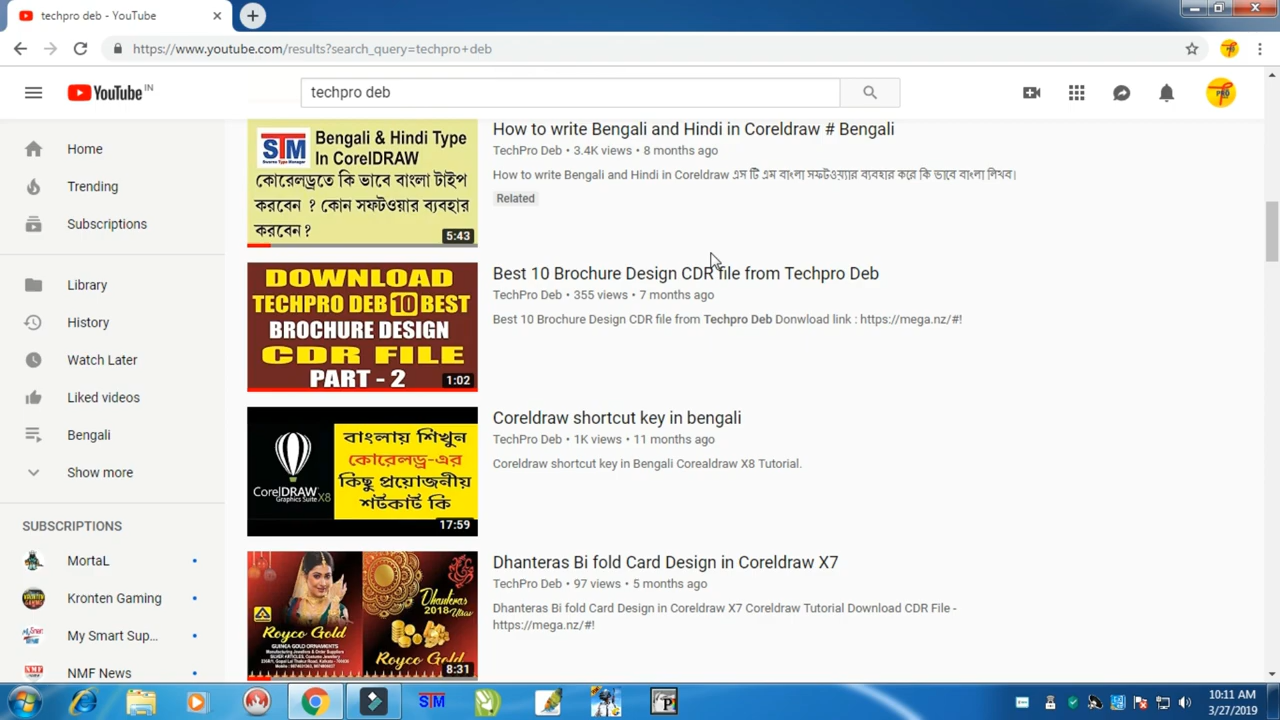 techpro deb - YouTube
https://www.youtube.com/results?search_query=techpro+deb
YouTube IN
techpro deb
PRO
Home
Trending
Subscriptions
Library
History
Watch Later
Liked videos
Bengali
Show more
SUBSCRIPTIONS
MortaL
Kronten Gaming
My Smart Sup...
NMF News
STM
Bengali & Hindi Type
In CorelDRAW
কোরেলড্রতে কি ভাবে বাংলা টাইপ
করবেন ? কোন সফটওয়ার ব্যবহার
করবেন ?
5:43
How to write Bengali and Hindi in Coreldraw # Bengali
TechPro Deb • 3.4K views • 8 months ago
How to write Bengali and Hindi in Coreldraw এস টি এম বাংলা সফটওয়্যার ব্যবহার করে কি ভাবে বাংলা লিখব।
Related
DOWNLOAD
TECHPRO DEB 10 BEST
BROCHURE DESIGN
CDR FILE
PART - 2
1:02
Best 10 Brochure Design CDR file from Techpro Deb
TechPro Deb • 355 views • 7 months ago
Best 10 Brochure Design CDR file from Techpro Deb Donwload link : https://mega.nz/#!
CorelDRAW
Graphics Suite X8
বাংলায় শিখুন
কোরেলড্র-এর
কিছু প্রয়োজনীয়
শর্টকাট কি
17:59
Coreldraw shortcut key in bengali
TechPro Deb • 1K views • 11 months ago
Coreldraw shortcut key in Bengali Corealdraw X8 Tutorial.
Royco Gold
GUINEA GOLD ORNAMENTS
Dhanteras
2018 Utsav
Royco Gold
8:31
Dhanteras Bi fold Card Design in Coreldraw X7
TechPro Deb • 97 views • 5 months ago
Dhanteras Bi fold Card Design in Coreldraw X7 Coreldraw Tutorial Download CDR File -
https://mega.nz/#!
STM
P
10:11 AM
3/27/2019